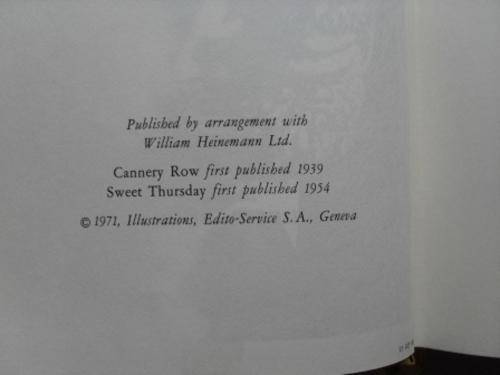 Published by arrangement with
William Heinemann Ltd.
Cannery Row first published 1939
Sweet Thursday first published 1954
© 1971, Illustrations, Edito-Service S.A., Geneva